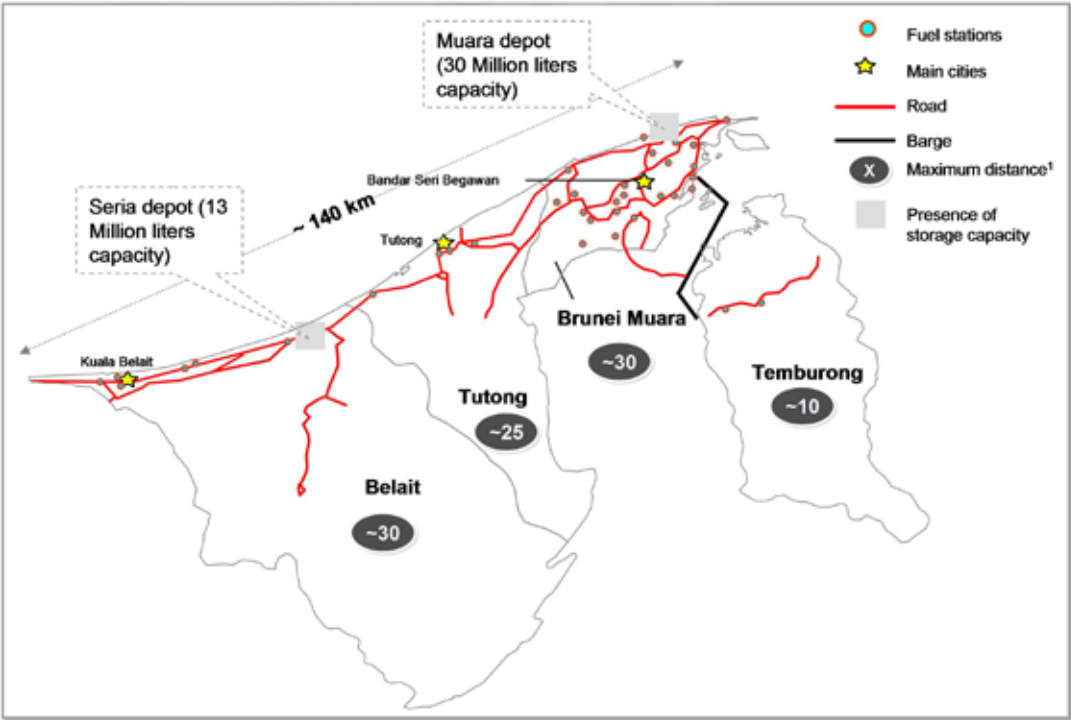 Muara depot
(30 Million liters
capacity)
Fuel stations
Main cities
Road
Barge
X
Maximum distance¹
Presence of
storage capacity
Bandar Seri Begawan
Seria depot (13
Million liters
capacity)
~ 140 km
Tutong
Kuala Belait
Brunei Muara
~30
Temburong
~10
Tutong
~25
Belait
~30